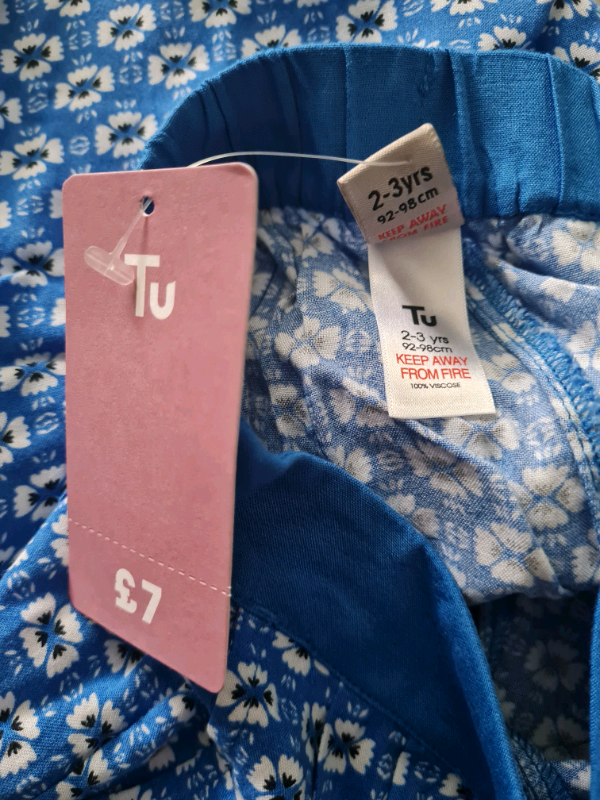 Tu
£7
2-3yrs
92-98cm
KEEP AWAY
FROM FIRE
Tu
2-3 yrs
92-98cm
KEEP AWAY
FROM FIRE
100% VISCOSE